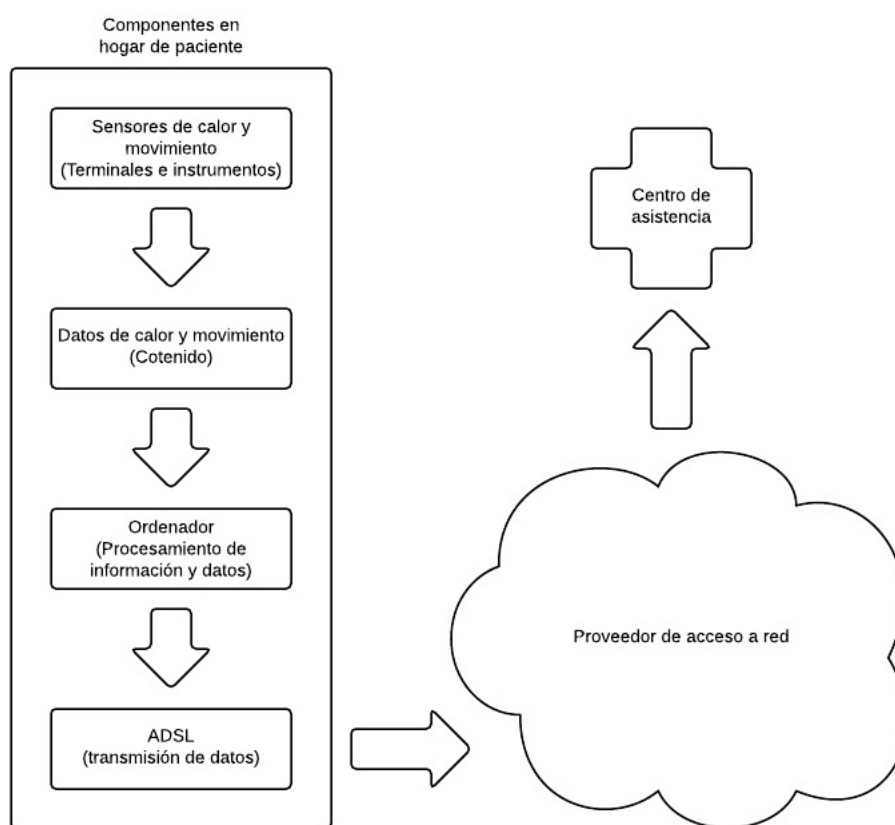 Componentes en
hogar de paciente
Sensores de calor y
movimiento
(Terminales e instrumentos)
Datos de calor y movimiento
(Cotenido)
Ordenador
(Procesamiento de
información y datos)
ADSL
(transmisión de datos)
Centro de
asistencia
Proveedor de acceso a red